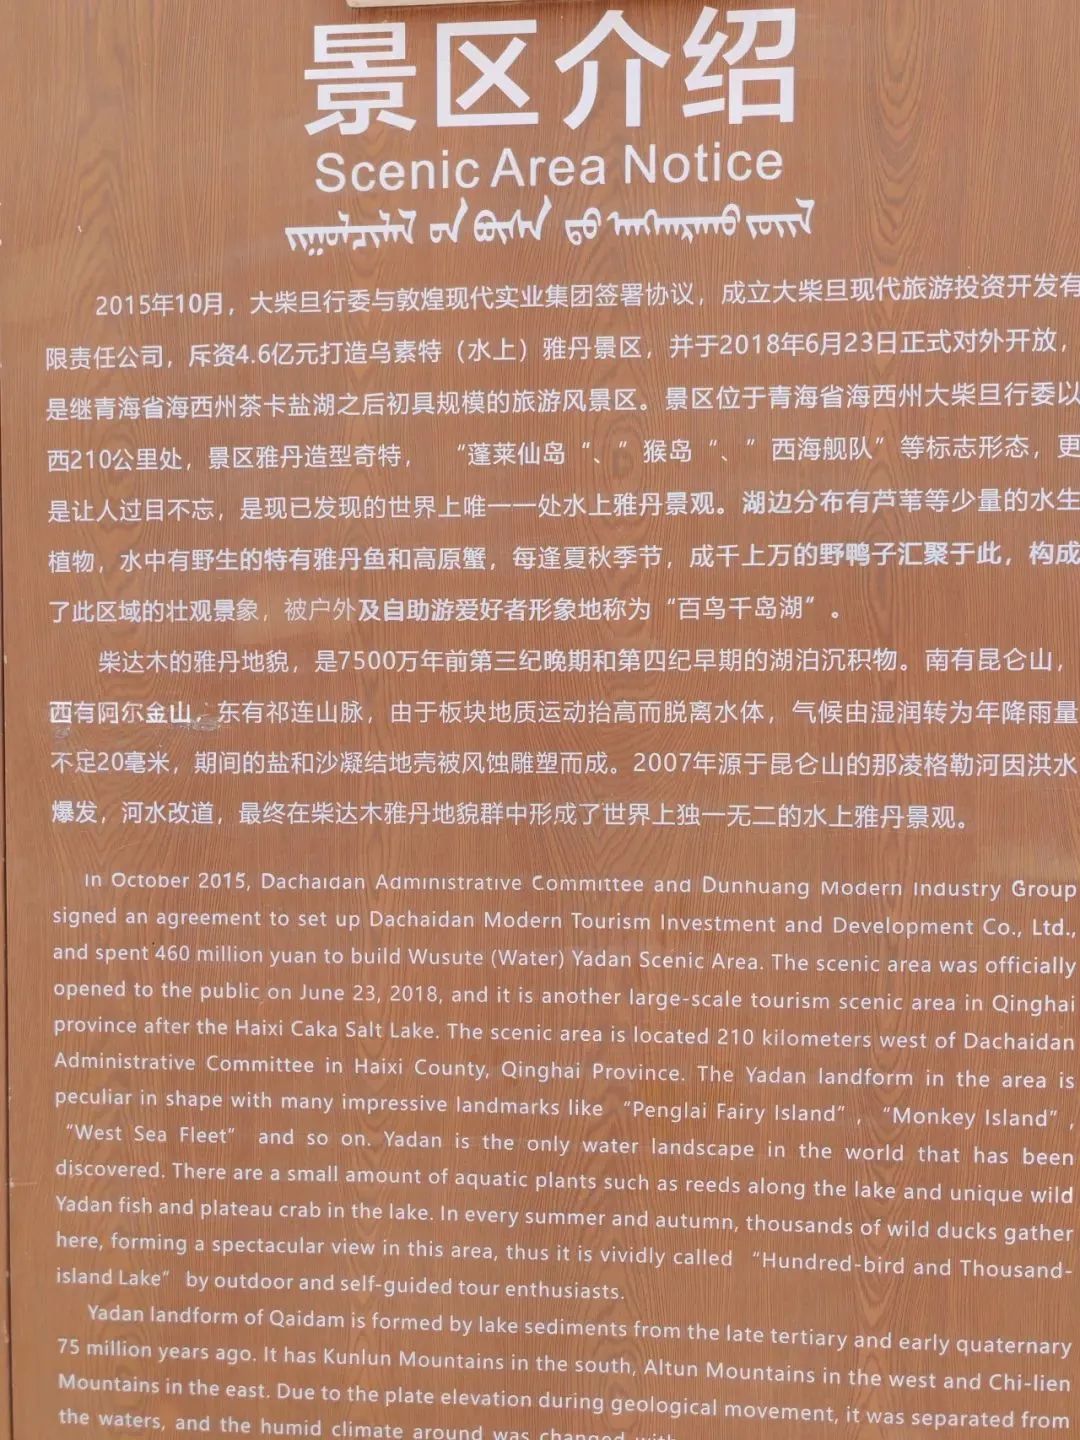 景区介绍
Scenic Area Notice
2015年10月，大柴旦行委与敦煌现代实业集团签署协议，成立大柴旦现代旅游投资开发有
限责任公司，斥资4.6亿元打造乌素特（水上）雅丹景区，并于2018年6月23日正式对外开放，
是继青海省海西州茶卡盐湖之后初具规模的旅游风景区。景区位于青海省海西州大柴旦行委以
西210公里处，景区雅丹造型奇特，“蓬莱仙岛“、”猴岛“、”西海舰队”等标志形态，更
是让人过目不忘，是现已发现的世界上唯一一处水上雅丹景观。湖边分布有芦苇等少量的水生
植物，水中有野生的特有雅丹鱼和高原蟹，每逢夏秋季节，成千上万的野鸭子汇聚于此，构成
了此区域的壮观景象，被户外及自助游爱好者形象地称为“百鸟千岛湖”。
柴达木的雅丹地貌，是7500万年前第三纪晚期和第四纪早期的湖泊沉积物。南有昆仑山，
西有阿尔金山，东有祁连山脉，由于板块地质运动抬高而脱离水体，气候由湿润转为年降雨量
不足20毫米，期间的盐和沙凝结地壳被风蚀雕塑而成。2007年源于昆仑山的那凌格勒河因洪水
爆发，河水改道，最终在柴达木雅丹地貌群中形成了世界上独一无二的水上雅丹景观。
In October 2015, Dachaidan Administrative Committee and Dunhuang Modern Industry Group
signed an agreement to set up Dachaidan Modern Tourism Investment and Development Co., Ltd.,
and spent 460 million yuan to build Wusute (Water) Yadan Scenic Area. The scenic area was officially
opened to the public on June 23, 2018, and it is another large-scale tourism scenic area in Qinghai
province after the Haixi Caka Salt Lake. The scenic area is located 210 kilometers west of Dachaidan
Administrative Committee in Haixi County, Qinghai Province. The Yadan landform in the area is
peculiar in shape with many impressive landmarks like “Penglai Fairy Island”, “Monkey Island”,
“West Sea Fleet” and so on. Yadan is the only water landscape in the world that has been
discovered. There are a small amount of aquatic plants such as reeds along the lake and unique wild
Yadan fish and plateau crab in the lake. In every summer and autumn, thousands of wild ducks gather
here, forming a spectacular view in this area, thus it is vividly called “Hundred-bird and Thousand-
island Lake” by outdoor and self-guided tour enthusiasts.
Yadan landform of Qaidam is formed by lake sediments from the late tertiary and early quaternary
75 million years ago. It has Kunlun Mountains in the south, Altun Mountains in the west and Chi-lien
Mountains in the east. Due to the plate elevation during geological movement, it was separated from
the waters, and the humid climate around was changed with